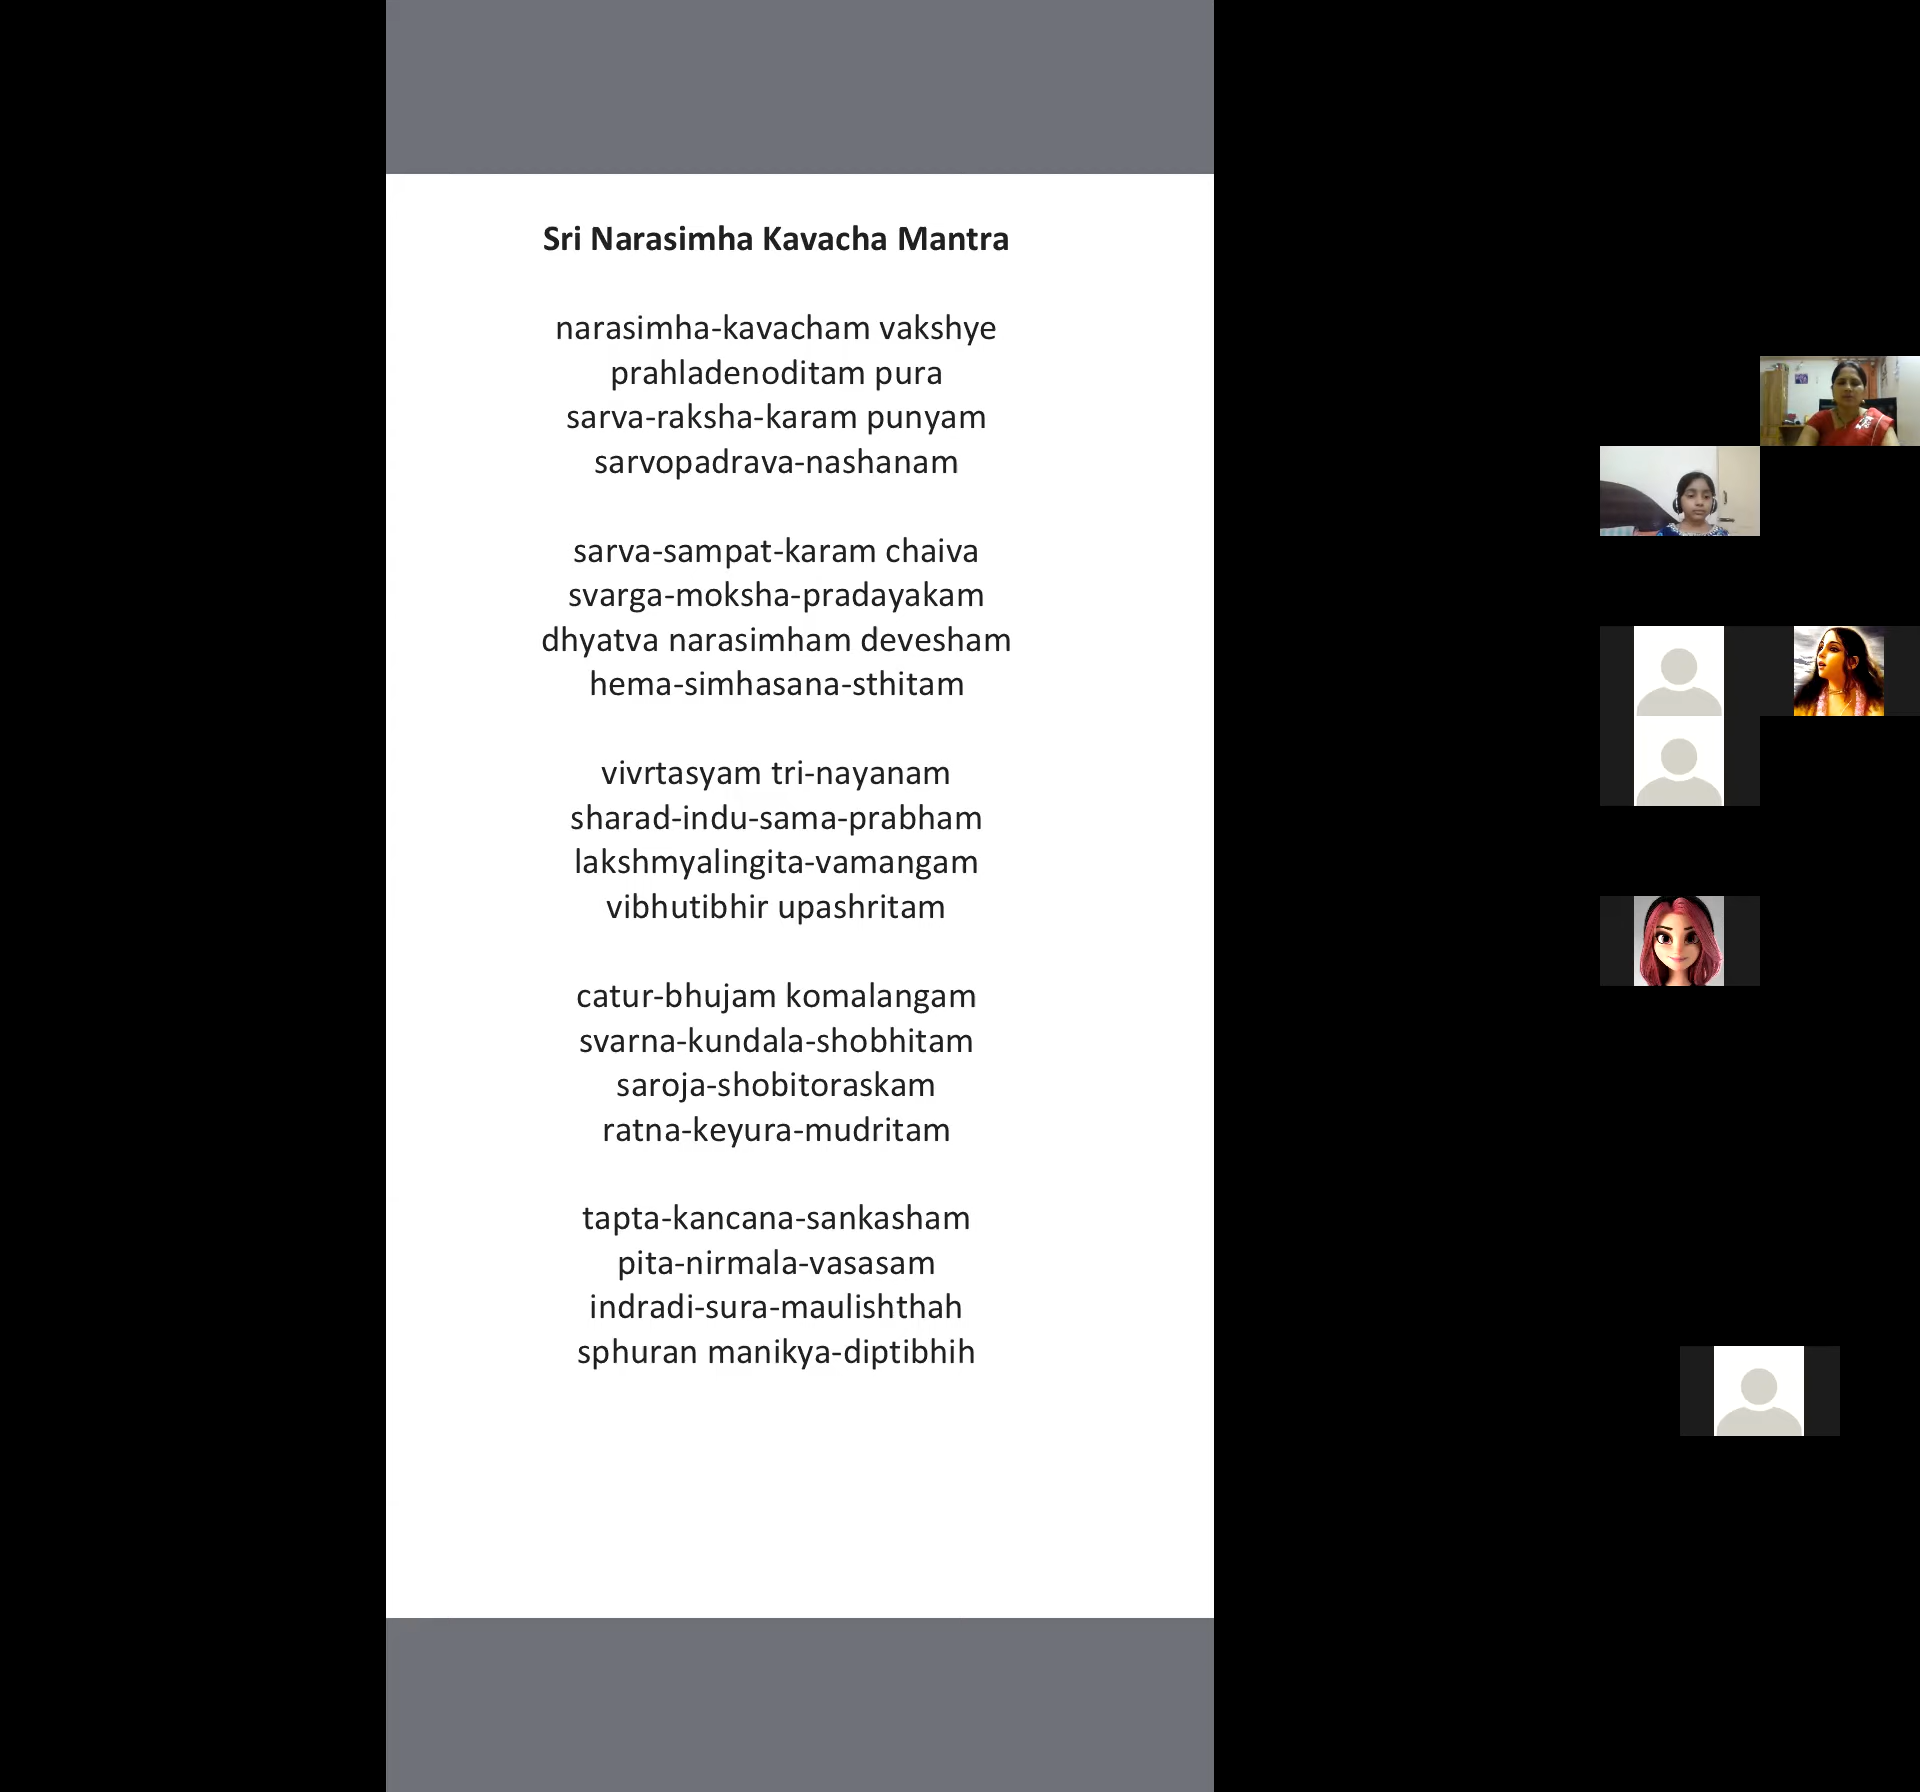 Sri Narasimha Kavacha Mantra
narasimha-kavacham vakshye
prahladenoditam pura
sarva-raksha-karam punyam
sarvopadrava-nashanam
sarva-sampat-karam chaiva
svarga-moksha-pradayakam
dhyatva narasimham devesham
hema-simhasana-sthitam
vivrtasyam tri-nayanam
sharad-indu-sama-prabham
lakshmyalingita-vamangam
vibhutibhir upashritam
catur-bhujam komalangam
svarna-kundala-shobhitam
saroja-shobitoraskam
ratna-keyura-mudritam
tapta-kancana-sankasham
pita-nirmala-vasasam
indradi-sura-maulishthah
sphuran manikya-diptibhih